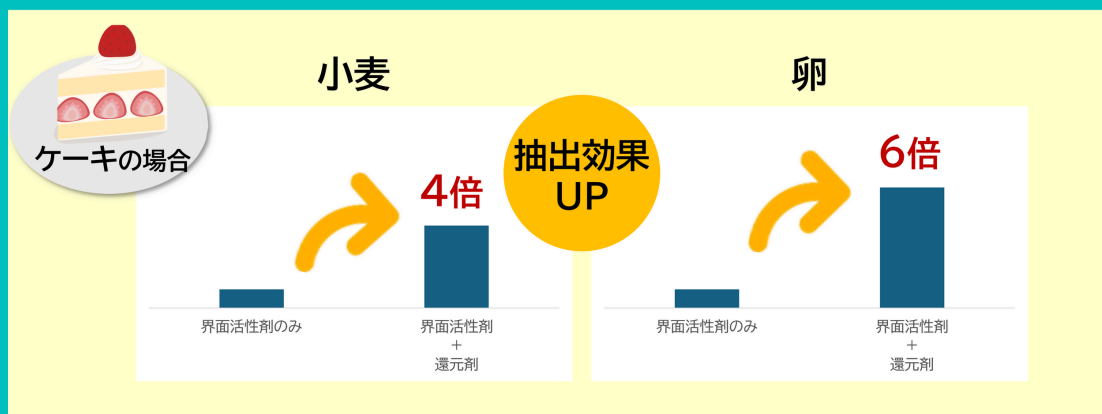 ケーキの場合
小麦
4倍
界面活性剤のみ
界面活性剤
+
還元剤
抽出効果
UP
卵
6倍
界面活性剤のみ
界面活性剤
+
還元剤